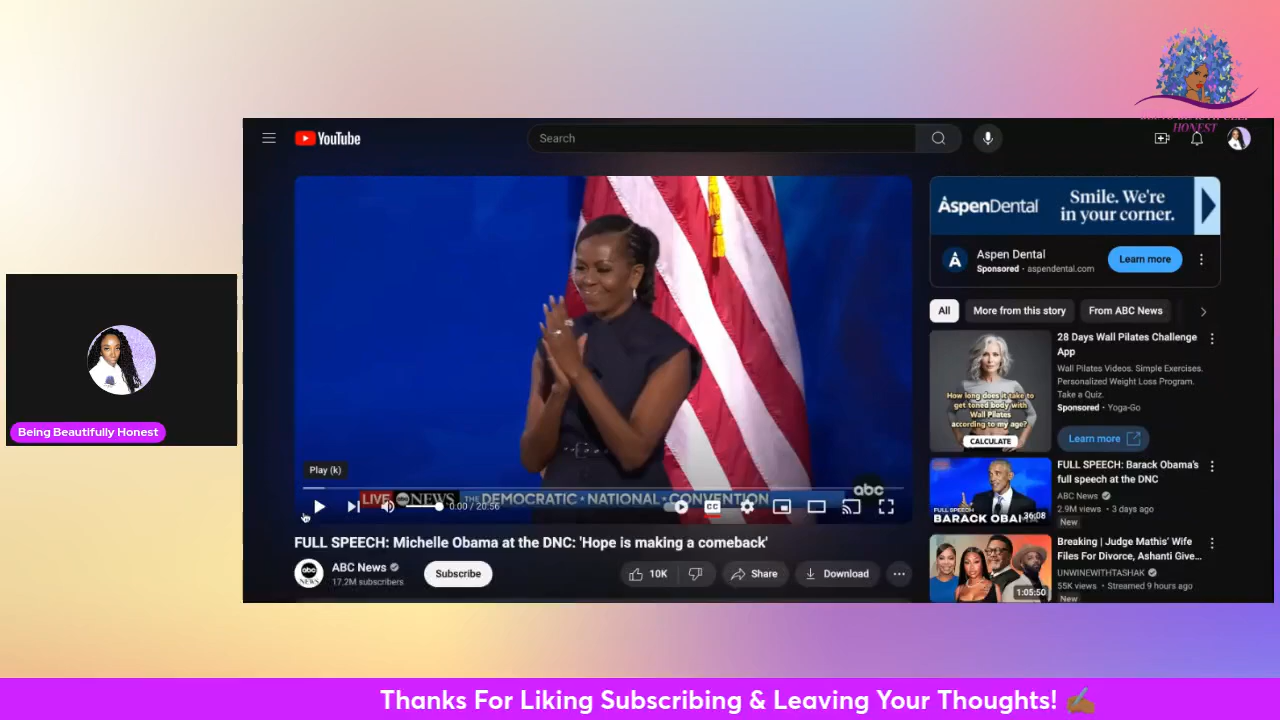 HONEST
YouTube
Search
AspenDental
Smile. We're
in your corner.
Aspen Dental
Sponsored · aspendental.com
Learn more
All
More from this story
From ABC News
28 Days Wall Pilates Challenge
App
Wall Pilates Videos. Simple Exercises.
Personalized Weight Loss Program.
Take a Quiz.
Sponsored · Yoga-Go
Learn more
How long does it take to
get toned body with
Wall Pilates
according to my age?
CALCULATE
Being Beautifully Honest
Play (k)
LIVE abc NEWS THE DEMOCRATIC ★ NATIONAL ★ CONVENTION
abc
0:00 / 20:56
CC
FULL SPEECH: Michelle Obama at the DNC: 'Hope is making a comeback'
abc
NEWS
ABC News
17.2M subscribers
Subscribe
10K
Share
Download
FULL SPEECH: Barack Obama's
full speech at the DNC
ABC News
2.9M views · 3 days ago
New
FULL SPEECH
BARACK OBAM
36:08
Breaking | Judge Mathis' Wife
Files For Divorce, Ashanti Give...
UNWINEWITHTASHAK
55K views · Streamed 9 hours ago
New
1:05:50
Thanks For Liking Subscribing & Leaving Your Thoughts! ✍🏾